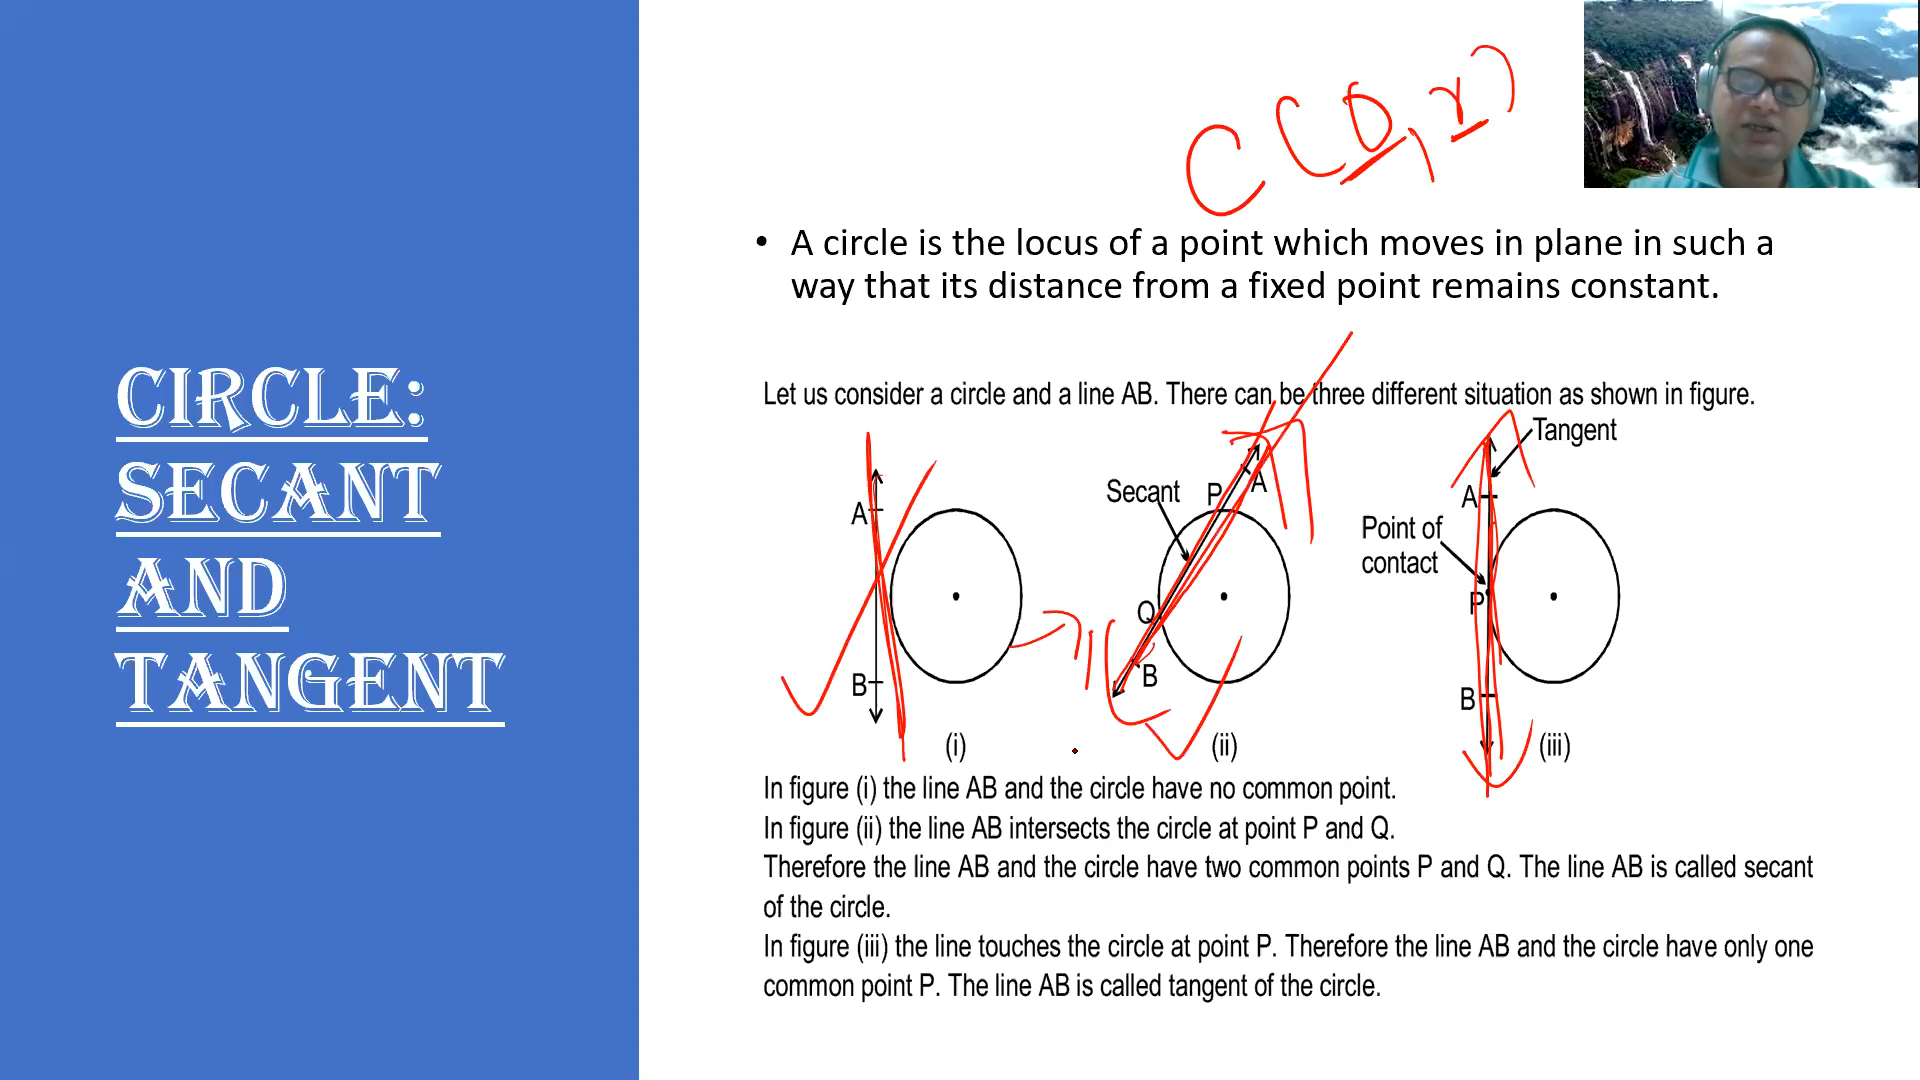 CIRCLE:
SECANT
AND
TANGENT
C(O,r)
• A circle is the locus of a point which moves in plane in such a
way that its distance from a fixed point remains constant.
Let us consider a circle and a line AB. There can be three different situation as shown in figure.
A
B
(i)
Secant
P
A
Q
B
(ii)
Tangent
A
Point of
contact
P
B
(iii)
In figure (i) the line AB and the circle have no common point.
In figure (ii) the line AB intersects the circle at point P and Q.
Therefore the line AB and the circle have two common points P and Q. The line AB is called secant
of the circle.
In figure (iii) the line touches the circle at point P. Therefore the line AB and the circle have only one
common point P. The line AB is called tangent of the circle.